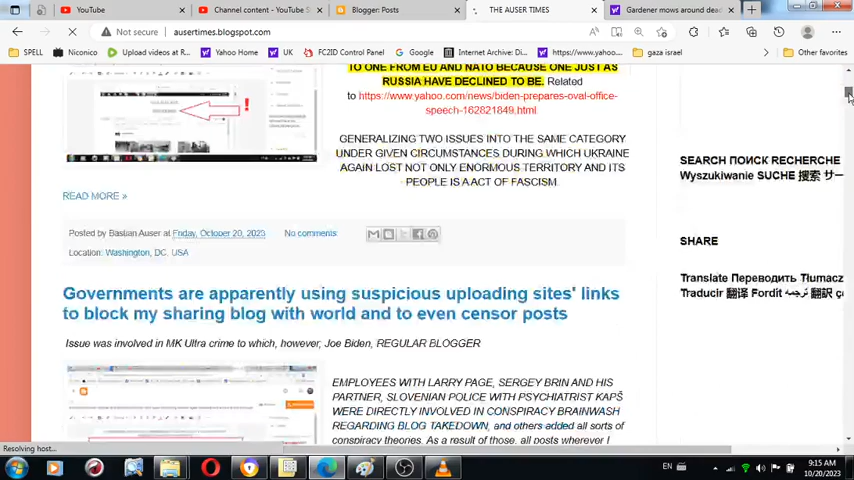 YouTube
Channel content - YouTube S
Blogger: Posts
THE AUSER TIMES
Gardener mows around dead
Not secure | ausertimes.blogspot.com
SPELL
Niconico
Upload videos at r...
Yahoo Home
UK
FC2ID Control Panel
Google
Internet Archive: Di...
https://www.yahoo....
gaza israel
Other favorites
TO ONE FROM EU AND NATO BECAUSE ONE JUST AS
RUSSIA HAVE DECLINED TO BE. Related
to https://www.yahoo.com/news/biden-prepares-oval-office-
speech-162821849.html
GENERALIZING TWO ISSUES INTO THE SAME CATEGORY
UNDER GIVEN CIRCUMSTANCES DURING WHICH UKRAINE
AGAIN LOST NOT ONLY ENORMOUS TERRITORY AND ITS
PEOPLE IS A ACT OF FASCISM
READ MORE »
Posted by Bastian Auser at Friday, October 20, 2023
No comments:
Location: Washington, DC, USA
Governments are apparently using suspicious uploading sites' links
to block my sharing blog with world and to even censor posts
Issue was involved in MK Ultra crime to which, however, Joe Biden, REGULAR BLOGGER
EMPLOYEES WITH LARRY PAGE, SERGEY BRIN AND HIS
PARTNER, SLOVENIAN POLICE WITH PSYCHIATRIST KAPŠ
WERE DIRECTLY INVOLVED IN CONSPIRACY BRAINWASH
REGARDING BLOG TAKEDOWN, and others added all sorts of
conspiracy theories. As a result of those, all posts wherever I
SEARCH ПОИСК RECHERCHE
Wyszukiwanie SUCHE 搜索 サー
SHARE
Translate Переводить Tłumacz
Traducir 翻译 Fordít ترجمه 翻訳 ç
Resolving host...
EN
9:15 AM
10/20/2023